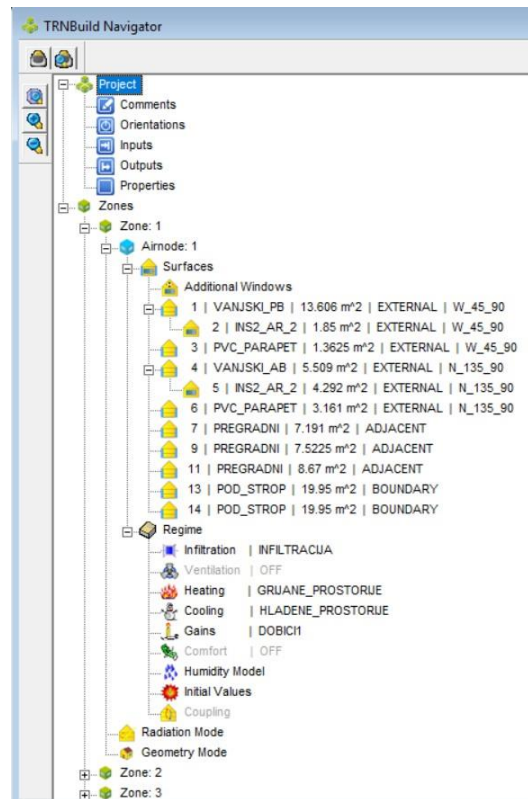 TRNBuild Navigator
Project
Comments
Orientations
Inputs
Outputs
Properties
Zones
Zone: 1
Airnode: 1
Surfaces
Additional Windows
1 | VANJSKI_PB | 13.606 m^2 | EXTERNAL | W_45_90
2 | INS2_AR_2 | 1.85 m^2 | EXTERNAL | W_45_90
3 | PVC_PARAPET | 1.3625 m^2 | EXTERNAL | W_45_90
4 | VANJSKI_AB | 5.509 m^2 | EXTERNAL | N_135_90
5 | INS2_AR_2 | 4.292 m^2 | EXTERNAL | N_135_90
6 | PVC_PARAPET | 3.161 m^2 | EXTERNAL | N_135_90
7 | PREGRADNI | 7.191 m^2 | ADJACENT
9 | PREGRADNI | 7.5225 m^2 | ADJACENT
11 | PREGRADNI | 8.67 m^2 | ADJACENT
13 | POD_STROP | 19.95 m^2 | BOUNDARY
14 | POD_STROP | 19.95 m^2 | BOUNDARY
Regime
Infiltration | INFILTRACIJA
Ventilation | OFF
Heating | GRIJANE_PROSTORIJE
Cooling | HLADENE_PROSTORIJE
Gains | DOBICI1
Comfort | OFF
Humidity Model
Initial Values
Coupling
Radiation Mode
Geometry Mode
Zone: 2
Zone: 3